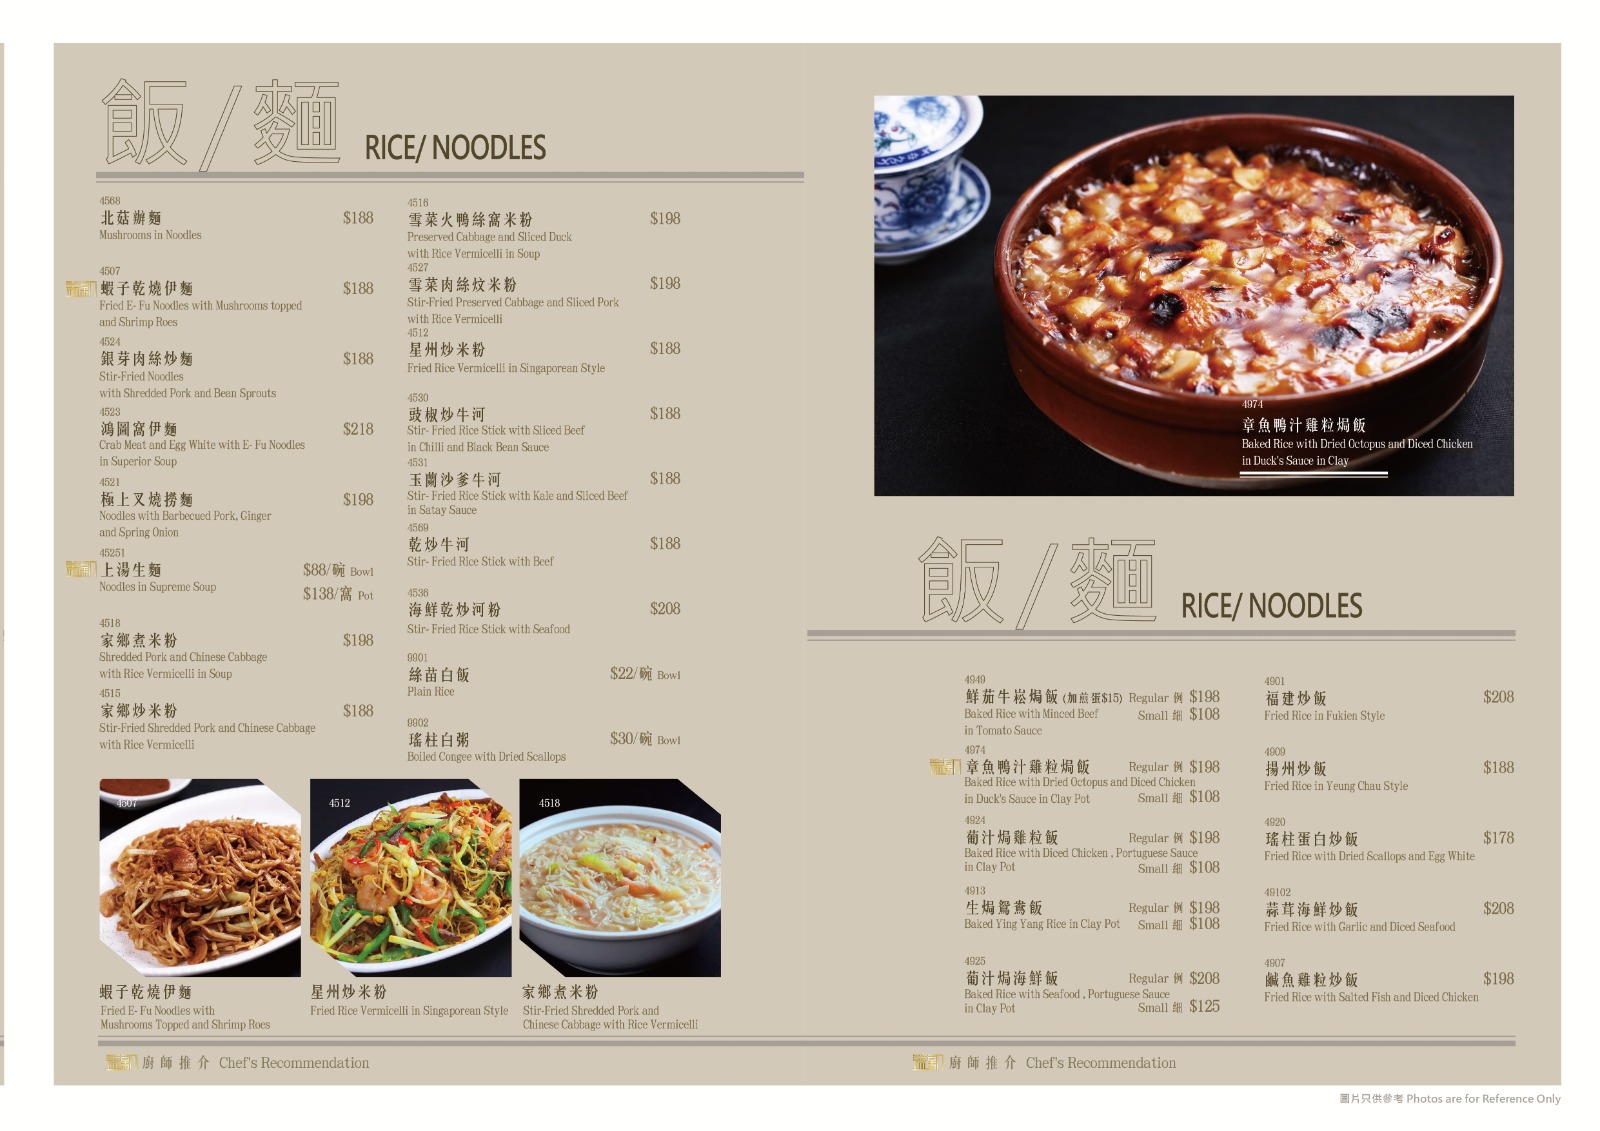 飯/麵 RICE/ NOODLES
4568
北菇辦麵 $188
Mushrooms in Noodles
4507
蝦子乾燒伊麵 $188
Fried E- Fu Noodles with Mushrooms topped
and Shrimp Roes
4524
銀芽肉絲炒麵 $188
Stir-Fried Noodles
with Shredded Pork and Bean Sprouts
4523
鴻圖窩伊麵 $218
Crab Meat and Egg White with E- Fu Noodles
in Superior Soup
4521
極上叉燒撈麵 $198
Noodles with Barbecued Pork, Ginger
and Spring Onion
45251
上湯生麵 $88/碗 Bowl
Noodles in Supreme Soup $138/窩 Pot
4518
家鄉煮米粉 $198
Shredded Pork and Chinese Cabbage
with Rice Vermicelli in Soup
4515
家鄉炒米粉 $188
Stir-Fried Shredded Pork and Chinese Cabbage
with Rice Vermicelli
4516
雪菜火鴨絲窩米粉 $198
Preserved Cabbage and Sliced Duck
with Rice Vermicelli in Soup
4527
雪菜肉絲炆米粉 $198
Stir-Fried Preserved Cabbage and Sliced Pork
with Rice Vermicelli
4512
星州炒米粉 $188
Fried Rice Vermicelli in Singaporean Style
4530
豉椒炒牛河 $188
Stir- Fried Rice Stick with Sliced Beef
in Chilli and Black Bean Sauce
4531
玉蘭沙爹牛河 $188
Stir- Fried Rice Stick with Kale and Sliced Beef
in Satay Sauce
4569
乾炒牛河 $188
Stir- Fried Rice Stick with Beef
4536
海鮮乾炒河粉 $208
Stir- Fried Rice Stick with Seafood
9901
絲苗白飯 $22/碗 Bowl
Plain Rice
9902
瑤柱白粥 $30/碗 Bowl
Boiled Congee with Dried Scallops
4507
蝦子乾燒伊麵
Fried E- Fu Noodles with
Mushrooms Topped and Shrimp Roes
4512
星州炒米粉
Fried Rice Vermicelli in Singaporean Style
4518
家鄉煮米粉
Stir-Fried Shredded Pork and
Chinese Cabbage with Rice Vermicelli
廚師推介 Chef's Recommendation
4974
章魚鴨汁雞粒焗飯
Baked Rice with Dried Octopus and Diced Chicken
in Duck's Sauce in Clay
飯/麵 RICE/ NOODLES
4949
鮮茄牛崧焗飯 (加煎蛋$15) Regular 例 $198
Baked Rice with Minced Beef Small 細 $108
in Tomato Sauce
4974
章魚鴨汁雞粒焗飯 Regular 例 $198
Baked Rice with Dried Octopus and Diced Chicken
in Duck's Sauce in Clay Pot Small 細 $108
4924
葡汁焗雞粒飯 Regular 例 $198
Baked Rice with Diced Chicken , Portuguese Sauce
in Clay Pot Small 細 $108
4913
生焗鴛鴦飯 Regular 例 $198
Baked Ying Yang Rice in Clay Pot Small 細 $108
4925
葡汁焗海鮮飯 Regular 例 $208
Baked Rice with Seafood , Portuguese Sauce
in Clay Pot Small 細 $125
4901
福建炒飯 $208
Fried Rice in Fukien Style
4909
揚州炒飯 $188
Fried Rice in Yeung Chau Style
4920
瑤柱蛋白炒飯 $178
Fried Rice with Dried Scallops and Egg White
49102
蒜茸海鮮炒飯 $208
Fried Rice with Garlic and Diced Seafood
4907
鹹魚雞粒炒飯 $198
Fried Rice with Salted Fish and Diced Chicken
廚師推介 Chef's Recommendation
圖片只供參考 Photos are for Reference Only